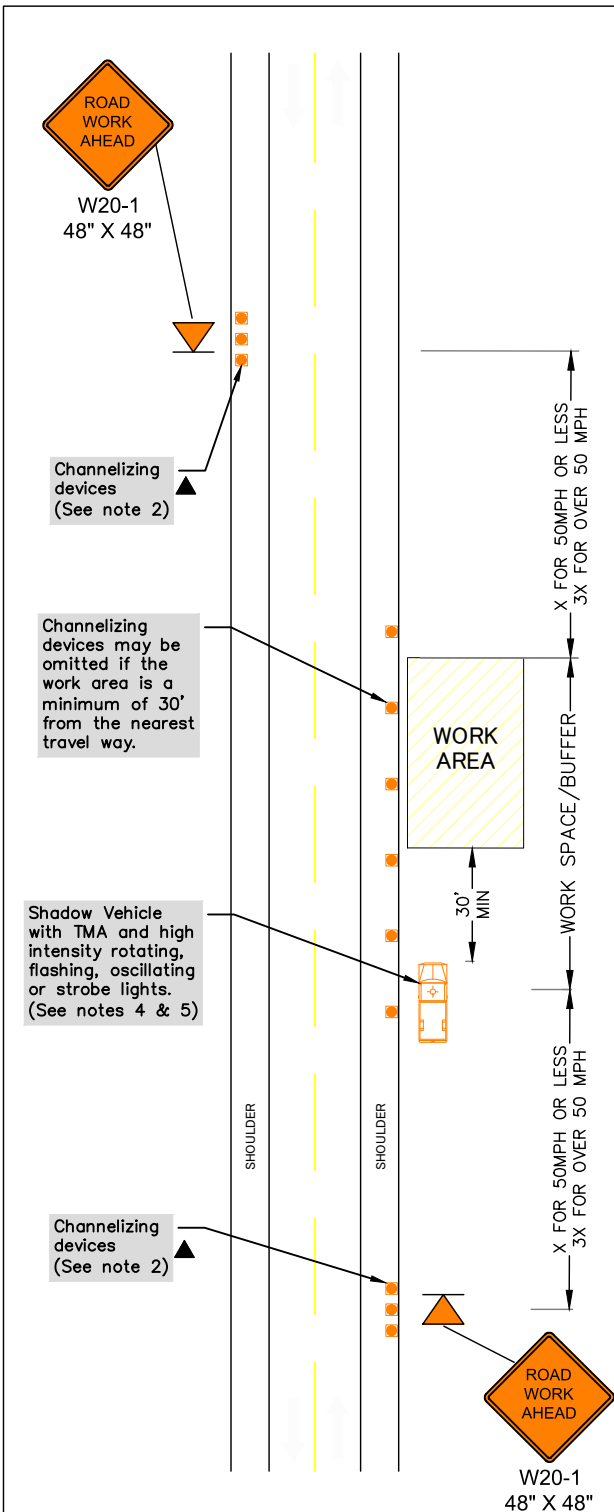 ROAD
WORK
AHEAD
W20-1
48" X 48"
Channelizing
devices
(See note 2)
X FOR 50MPH OR LESS
3X FOR OVER 50 MPH
Channelizing
devices may be
omitted if the
work area is a
minimum of 30'
from the nearest
travel way.
WORK
AREA
WORK SPACE/BUFFER
30'
MIN
Shadow Vehicle
with TMA and high
intensity rotating,
flashing, oscillating
or strobe lights.
(See notes 4 & 5)
SHOULDER
SHOULDER
X FOR 50MPH OR LESS
3X FOR OVER 50 MPH
Channelizing
devices
(See note 2)
ROAD
WORK
AHEAD
W20-1
48" X 48"